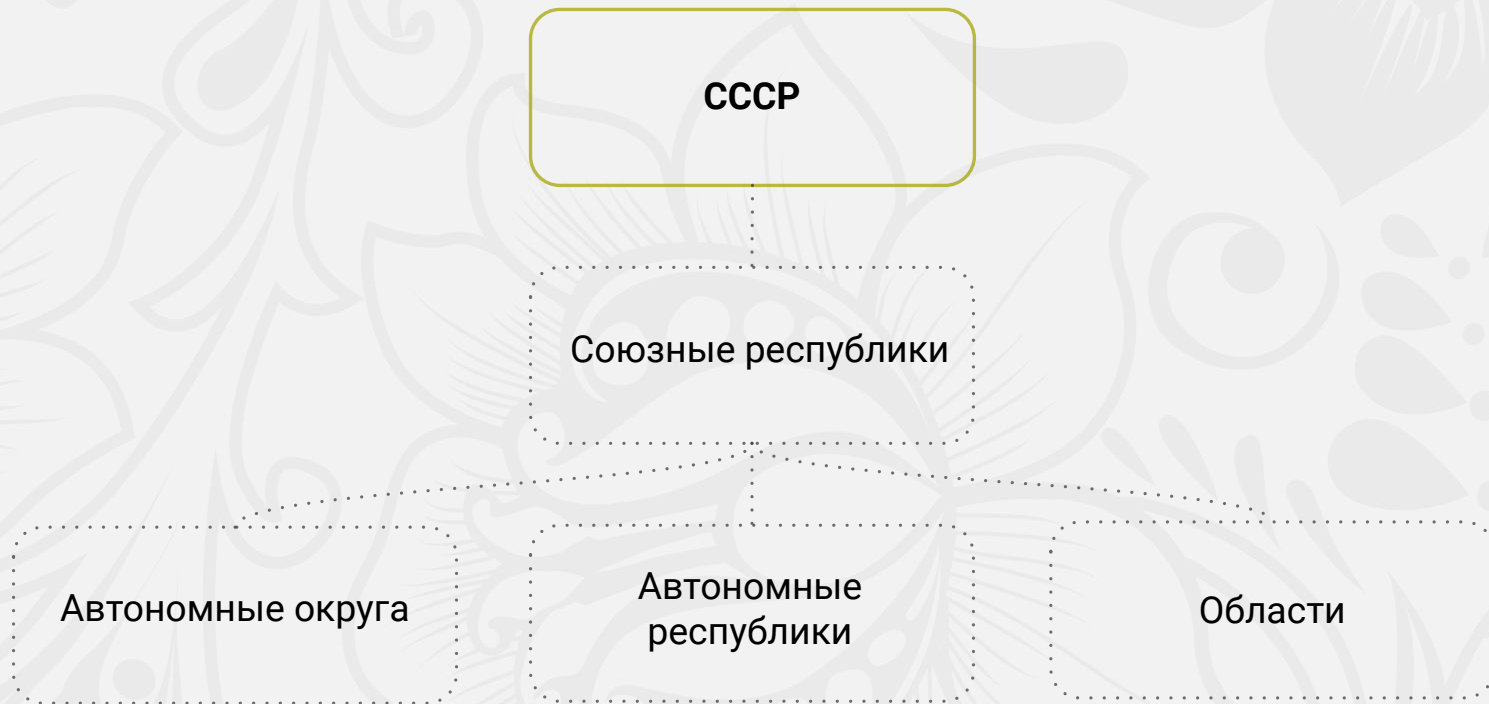 СССР
Союзные республики
Автономные округа
Автономные
республики
Области